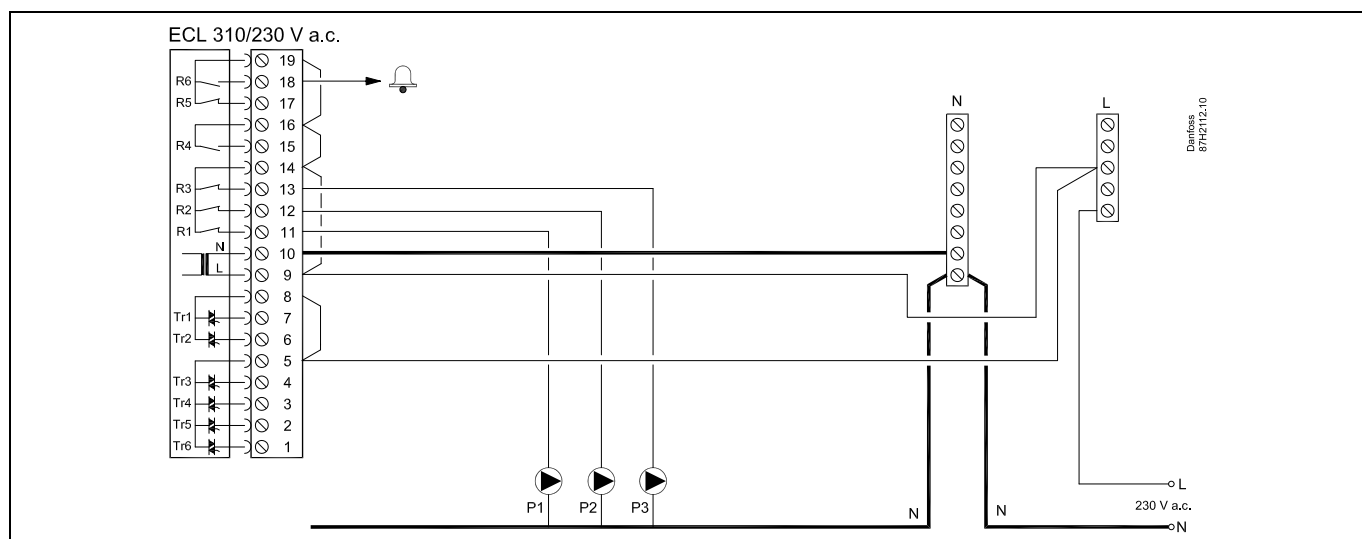 ECL 310/230 V a.c.
19
R6 18
R5 17
16
R4 15
14
R3 13
R2 12
R1 11
N 10
L 9
8
Tr1 7
Tr2 6
5
Tr3 4
Tr4 3
Tr5 2
Tr6 1
N
L
Danfoss
87H2112.10
P1 P2 P3
N N
L
230 V a.c.
N